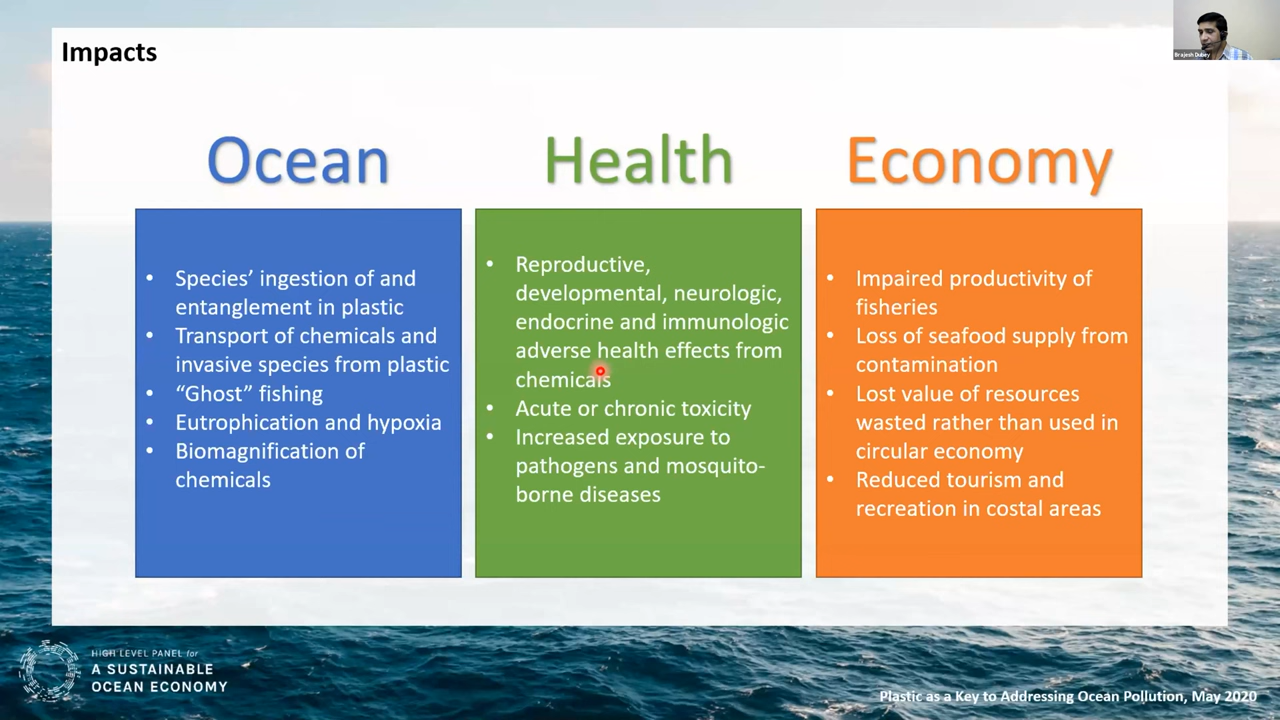 Impacts
Brajesh Dubey
Ocean
Health
Economy
• Species’ ingestion of and
entanglement in plastic
• Transport of chemicals and
invasive species from plastic
• “Ghost” fishing
• Eutrophication and hypoxia
• Biomagnification of
chemicals
• Reproductive,
developmental, neurologic,
endocrine and immunologic
adverse health effects from
chemicals
• Acute or chronic toxicity
• Increased exposure to
pathogens and mosquito-
borne diseases
• Impaired productivity of
fisheries
• Loss of seafood supply from
contamination
• Lost value of resources
wasted rather than used in
circular economy
• Reduced tourism and
recreation in costal areas
HIGH LEVEL PANEL for
A SUSTAINABLE
OCEAN ECONOMY
Plastic as a Key to Addressing Ocean Pollution, May 2020